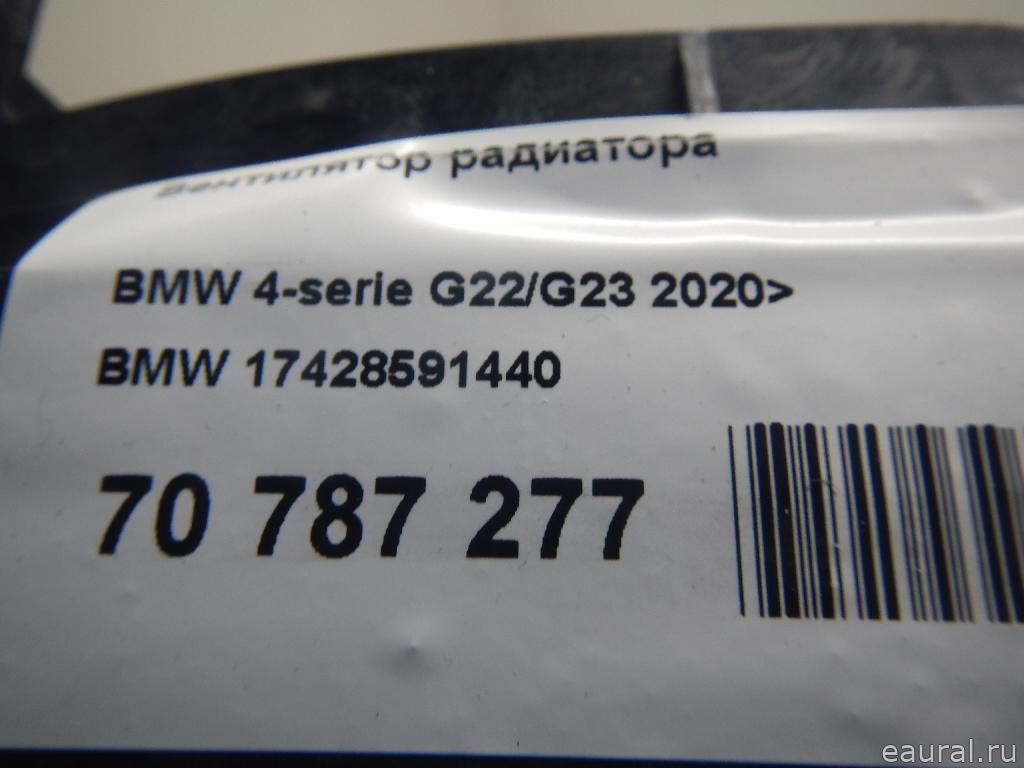 Вентилятор радиатора
BMW 4-serie G22/G23 2020>
BMW 17428591440
70 787 277
eaural.ru